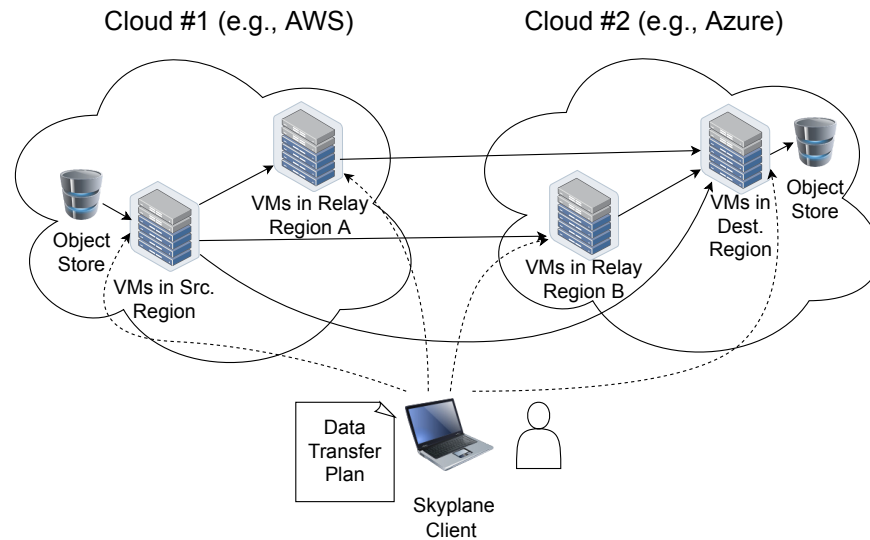 Cloud #1 (e.g., AWS)
Cloud #2 (e.g., Azure)
Object
Store
VMs in Src.
Region
VMs in Relay
Region A
VMs in Relay
Region B
VMs in
Dest.
Region
Object
Store
Data
Transfer
Plan
Skyplane
Client